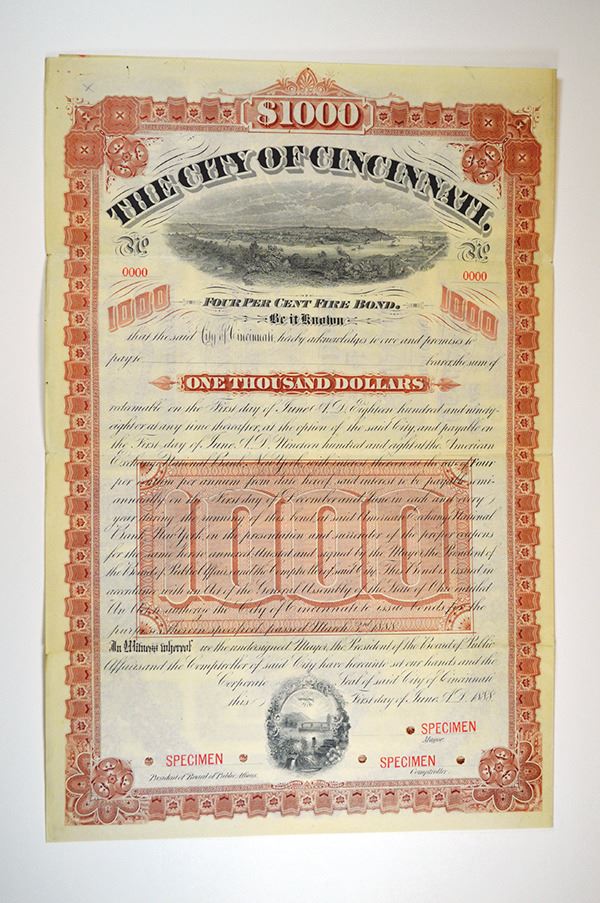 $1000
THE CITY OF CINCINNATI.
No No
0000 0000
FOUR PER CENT FIRE BOND.
1000 1000
Be it Known
that the said City of Cincinnati, hereby acknowledges to owe and promises to
pay to bearer, the sum of
ONE THOUSAND DOLLARS
redeemable on the First day of June A.D. Eighteen hundred and ninety-
eight or at any time thereafter, at the option of the said City, and payable on
the First day of June, A.D. Nineteen hundred and eight at the American
Exchange National Bank, New York, with interest thereon at the rate of Four
per centum per annum from date hereof, said interest to be payable semi-
annually on the First day of December and June in each and every
year during the running of this bond at said American Exchange National
Bank, New York, on the presentation and surrender of the proper coupons
for the same hereto annexed. Attested and signed by the Mayor, the President of
the Board of Public Affairs and the Comptroller of said City. This bond is issued in
accordance with an Act of the General Assembly of the State of Ohio, entitled
An Act to authorize the City of Cincinnati to issue bonds for the
purposes therein specified, passed March 2nd 1888.
1000
In Witness whereof we the undersigned Mayor, the President of the Board of Public
Affairs and the Comptroller of said City have hereunto set our hands and the
Corporate Seal of said City of Cincinnati
this First day of June, A.D. 1888.
SPECIMEN
Mayor.
SPECIMEN SPECIMEN
President of Board of Public Affairs. Comptroller.